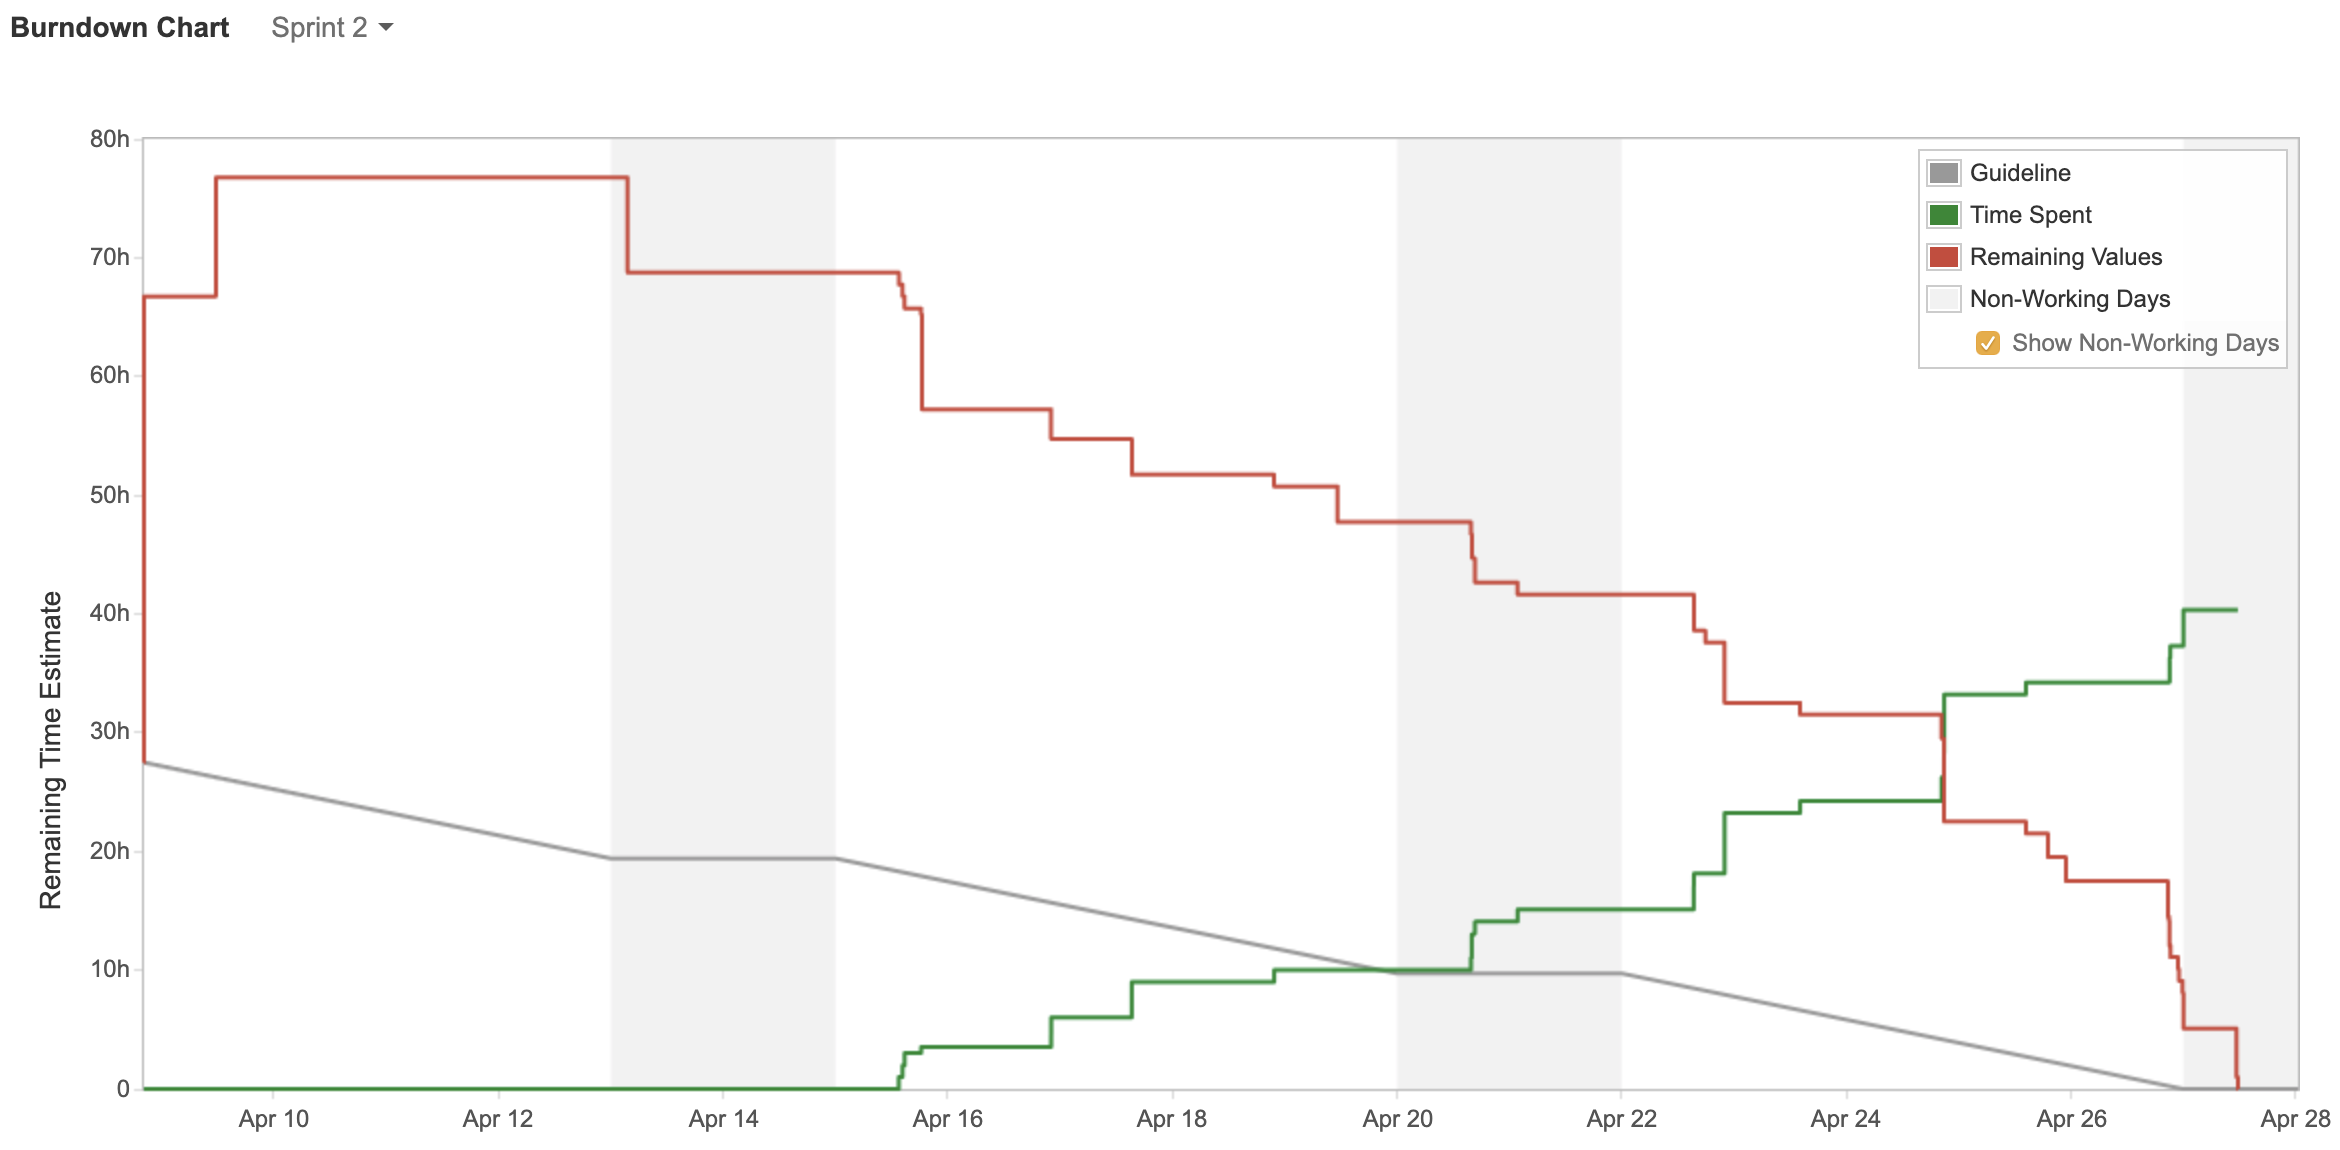 Burndown Chart Sprint 2
80h
70h
60h
50h
40h
30h
20h
10h
0
Remaining Time Estimate
Guideline
Time Spent
Remaining Values
Non-Working Days
Show Non-Working Days
Apr 10 Apr 12 Apr 14 Apr 16 Apr 18 Apr 20 Apr 22 Apr 24 Apr 26 Apr 28